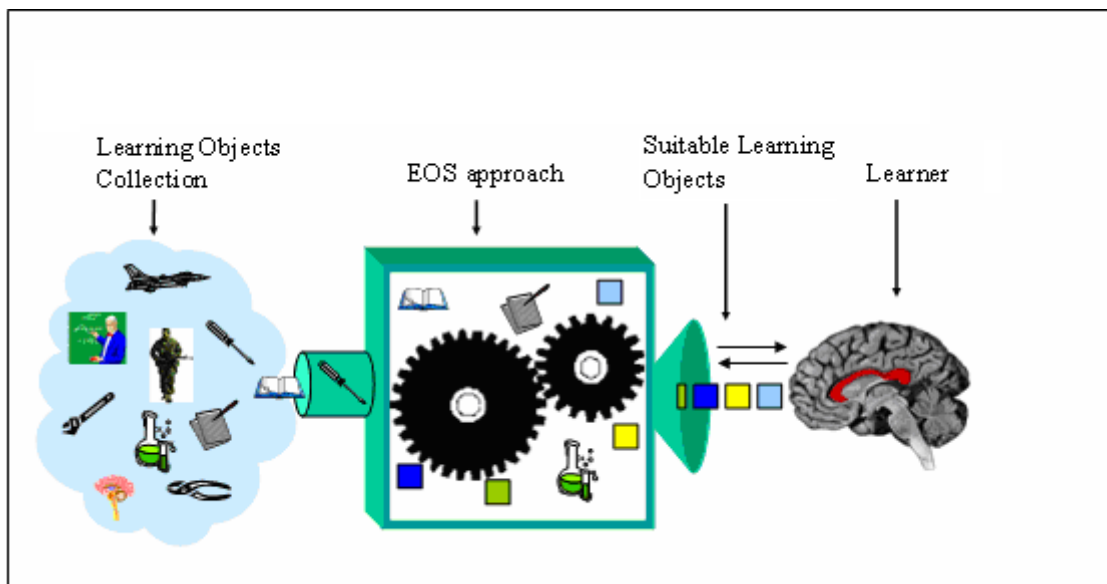 Learning Objects
Collection
EOS approach
Suitable Learning
Objects
Learner